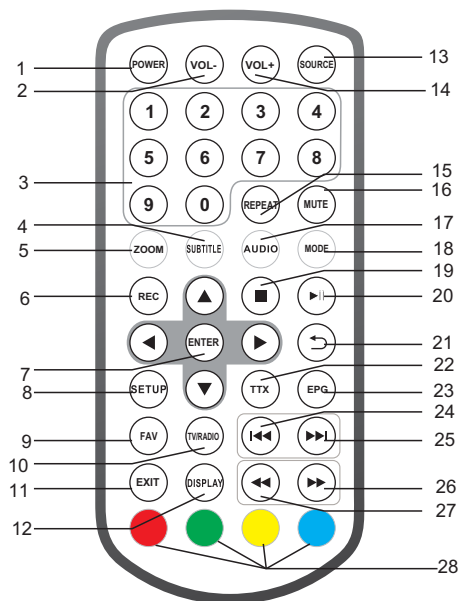 POWER VOL- VOL+ SOURCE 13
1
2 14
1 2 3 4
5 6 7 8
3 15
9 0 REPEAT MUTE 16
4 17
5 ZOOM SUBTITLE AUDIO MODE 18
19
6 REC 20
ENTER 21
7 22
8 SETUP TTX EPG 23
24
9 FAV TV/RADIO 25
10
11 EXIT DISPLAY 26
12 27
28